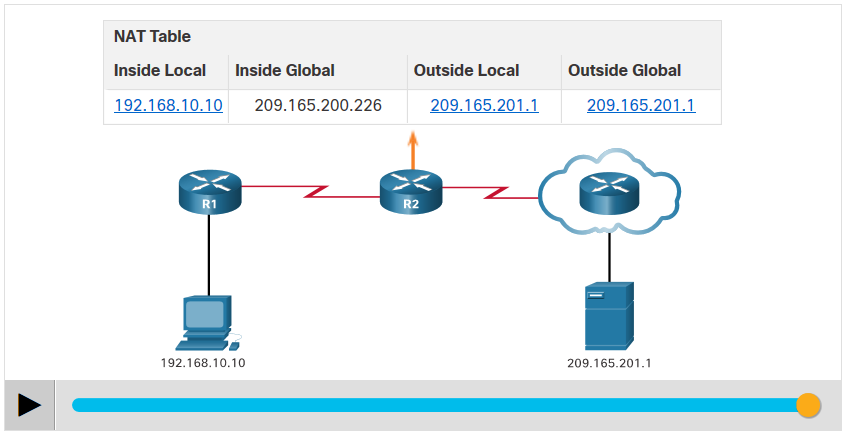 NAT Table
Inside Local Inside Global Outside Local Outside Global
192.168.10.10 209.165.200.226 209.165.201.1 209.165.201.1
R1 R2
192.168.10.10 209.165.201.1